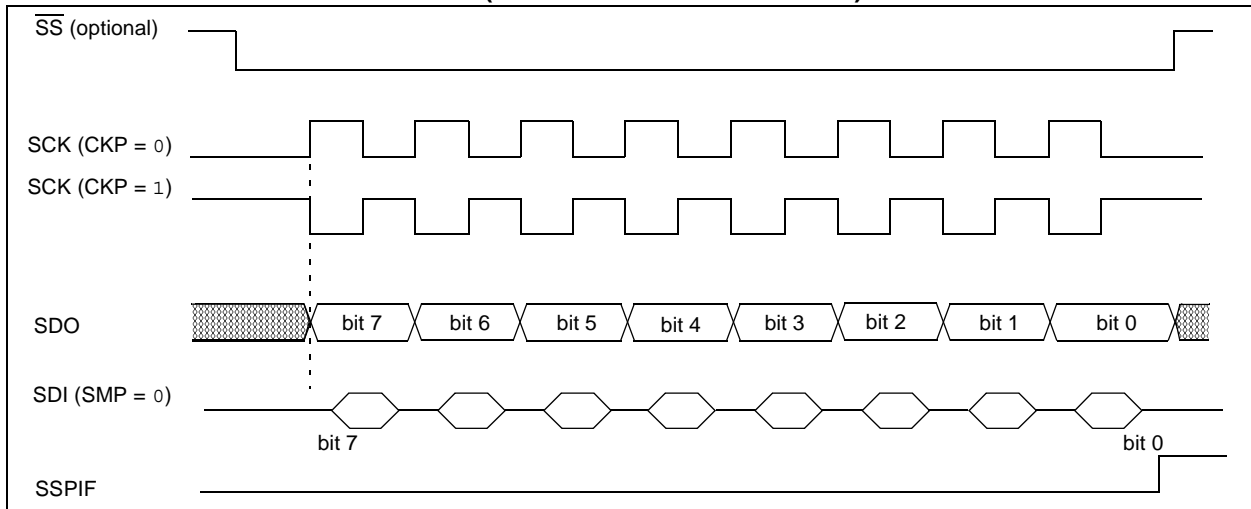 SS (optional)
SCK (CKP = 0)
SCK (CKP = 1)
SDO
bit 7 bit 6 bit 5 bit 4 bit 3 bit 2 bit 1 bit 0
SDI (SMP = 0)
bit 7 bit 0
SSPIF